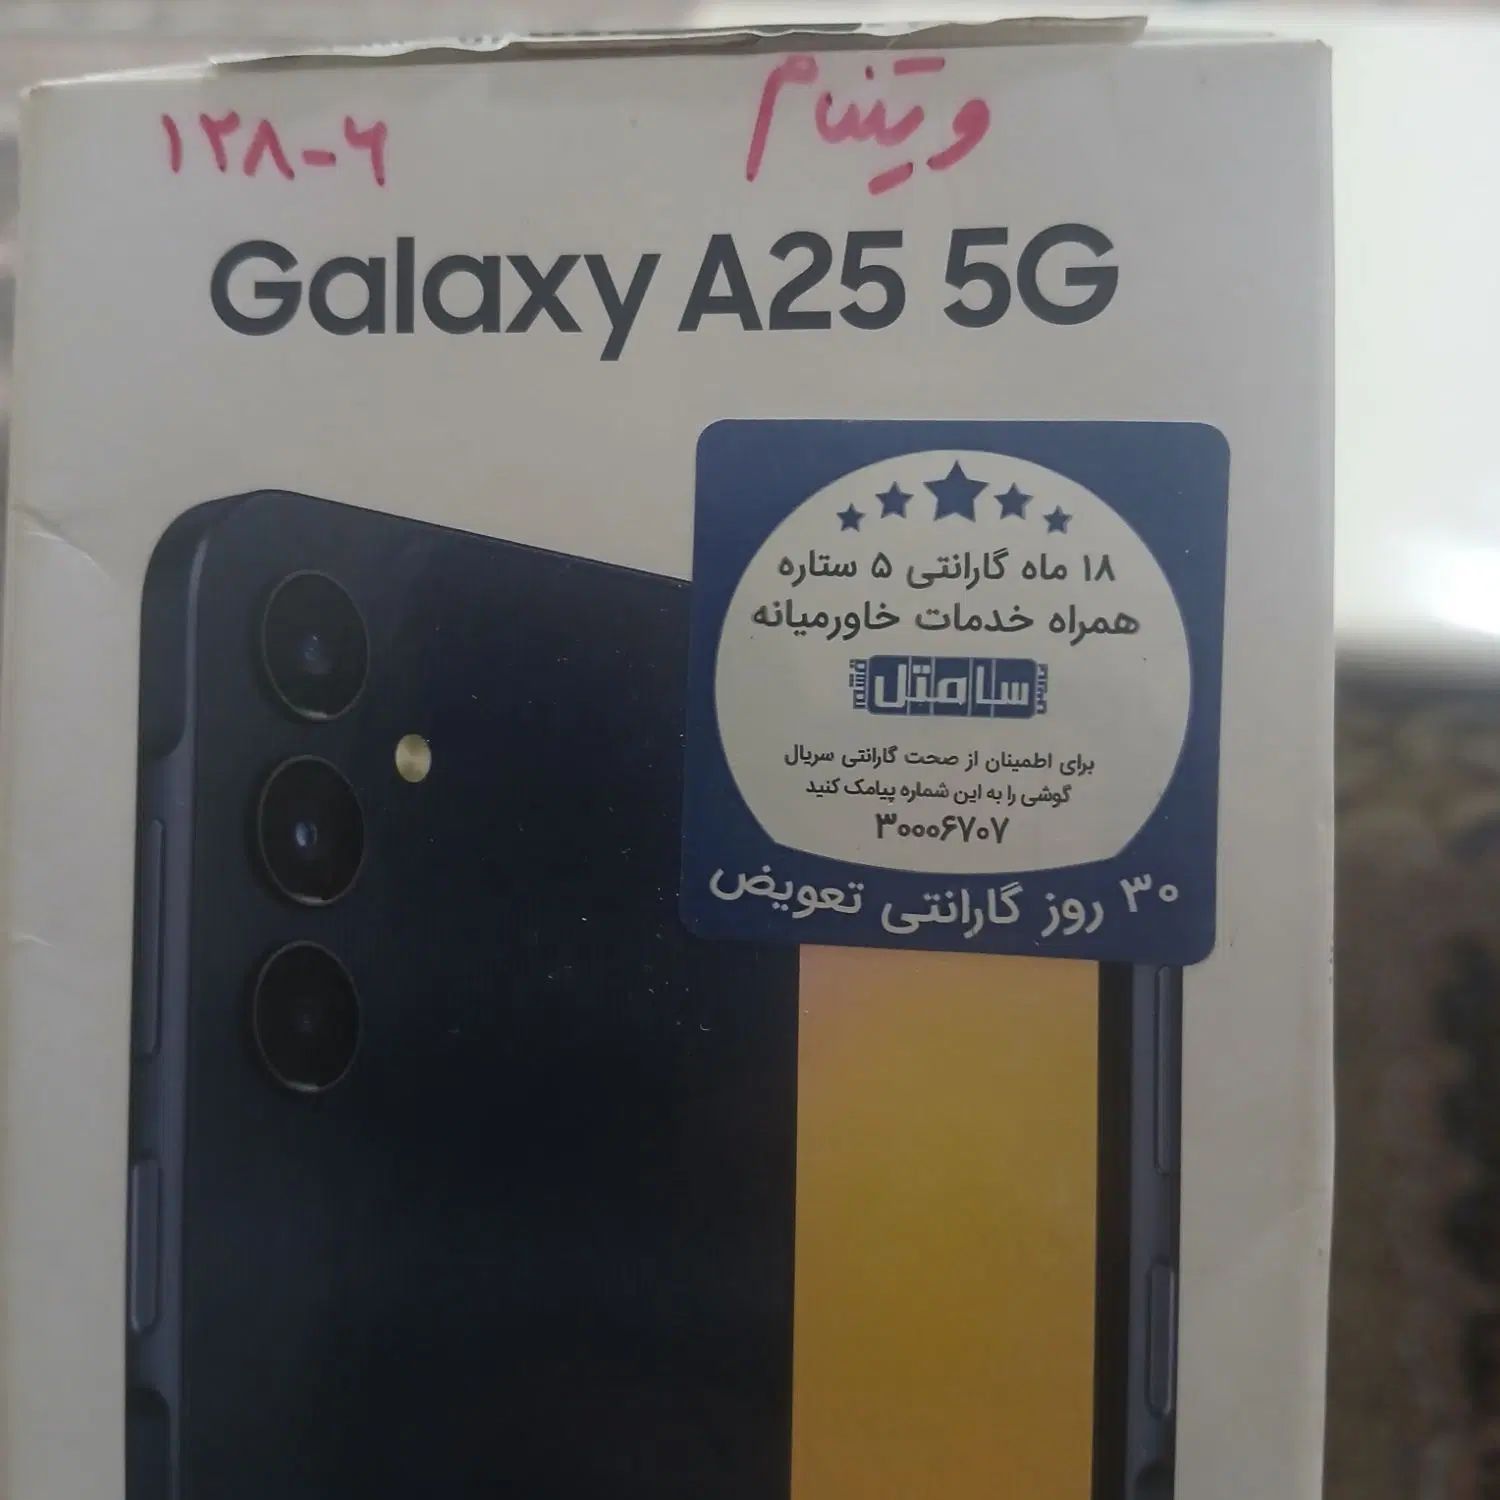 ویتنام
۱۲۸-۶
Galaxy A25 5G
۱۸ ماه گارانتی ۵ ستاره
همراه خدمات خاورمیانه
سامتل
برای اطمینان از صحت گارانتی سریال
گوشی را به این شماره پیامک کنید
۳۰۰۰۶۷۰۷
۳۰ روز گارانتی تعویض